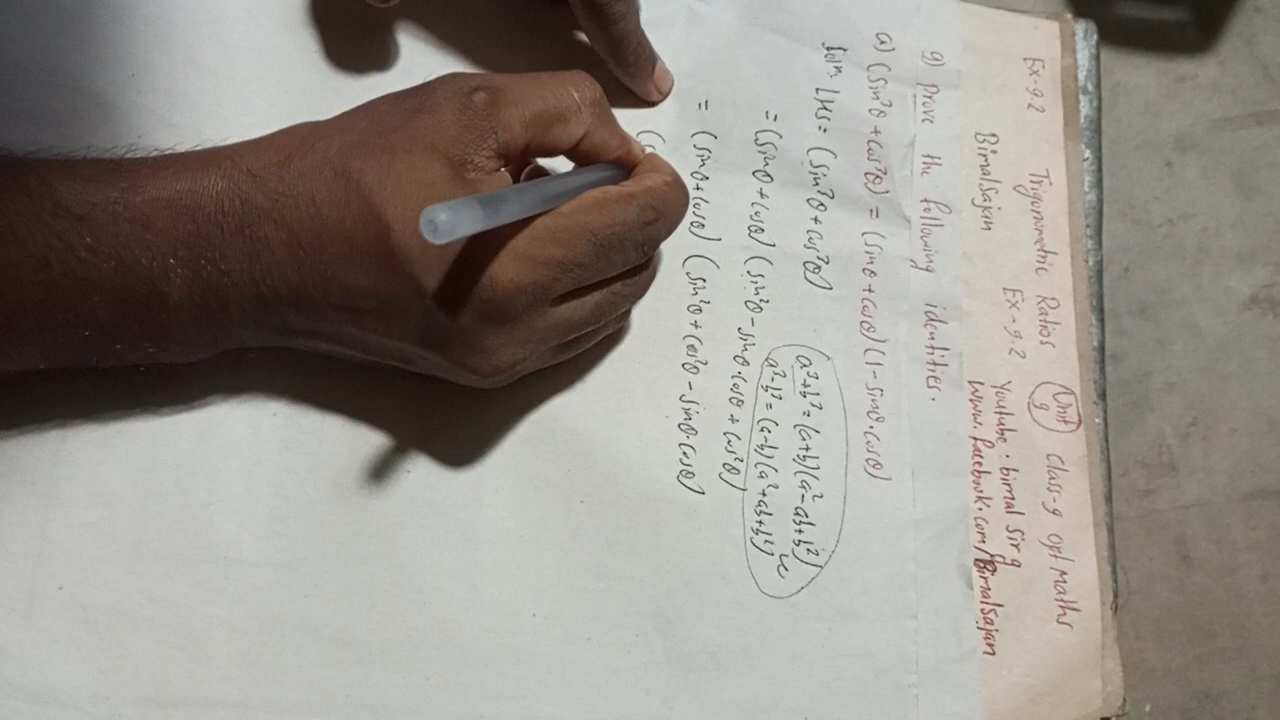 Ex-9.2 Trigonometric Ratios Unit 9 Class-9 opt Maths
Ex-9.2
Bimalsajan Youtube: bimal sir g
www.facebook.com/Bimalsajan
9) Prove the following identities.
a) (sin³θ + cos³θ) = (sinθ + cosθ) (1 - sinθ.cosθ)
Soln. LHS = (sin³θ + cos³θ)
a³+b³ = (a+b)(a²-ab+b²)
a³-b³ = (a-b)(a²+ab+b²)
= (sinθ + cosθ) (sin²θ - sinθ.cosθ + cos²θ)
= (sinθ + cosθ) (sin²θ + cos²θ - sinθ.cosθ)